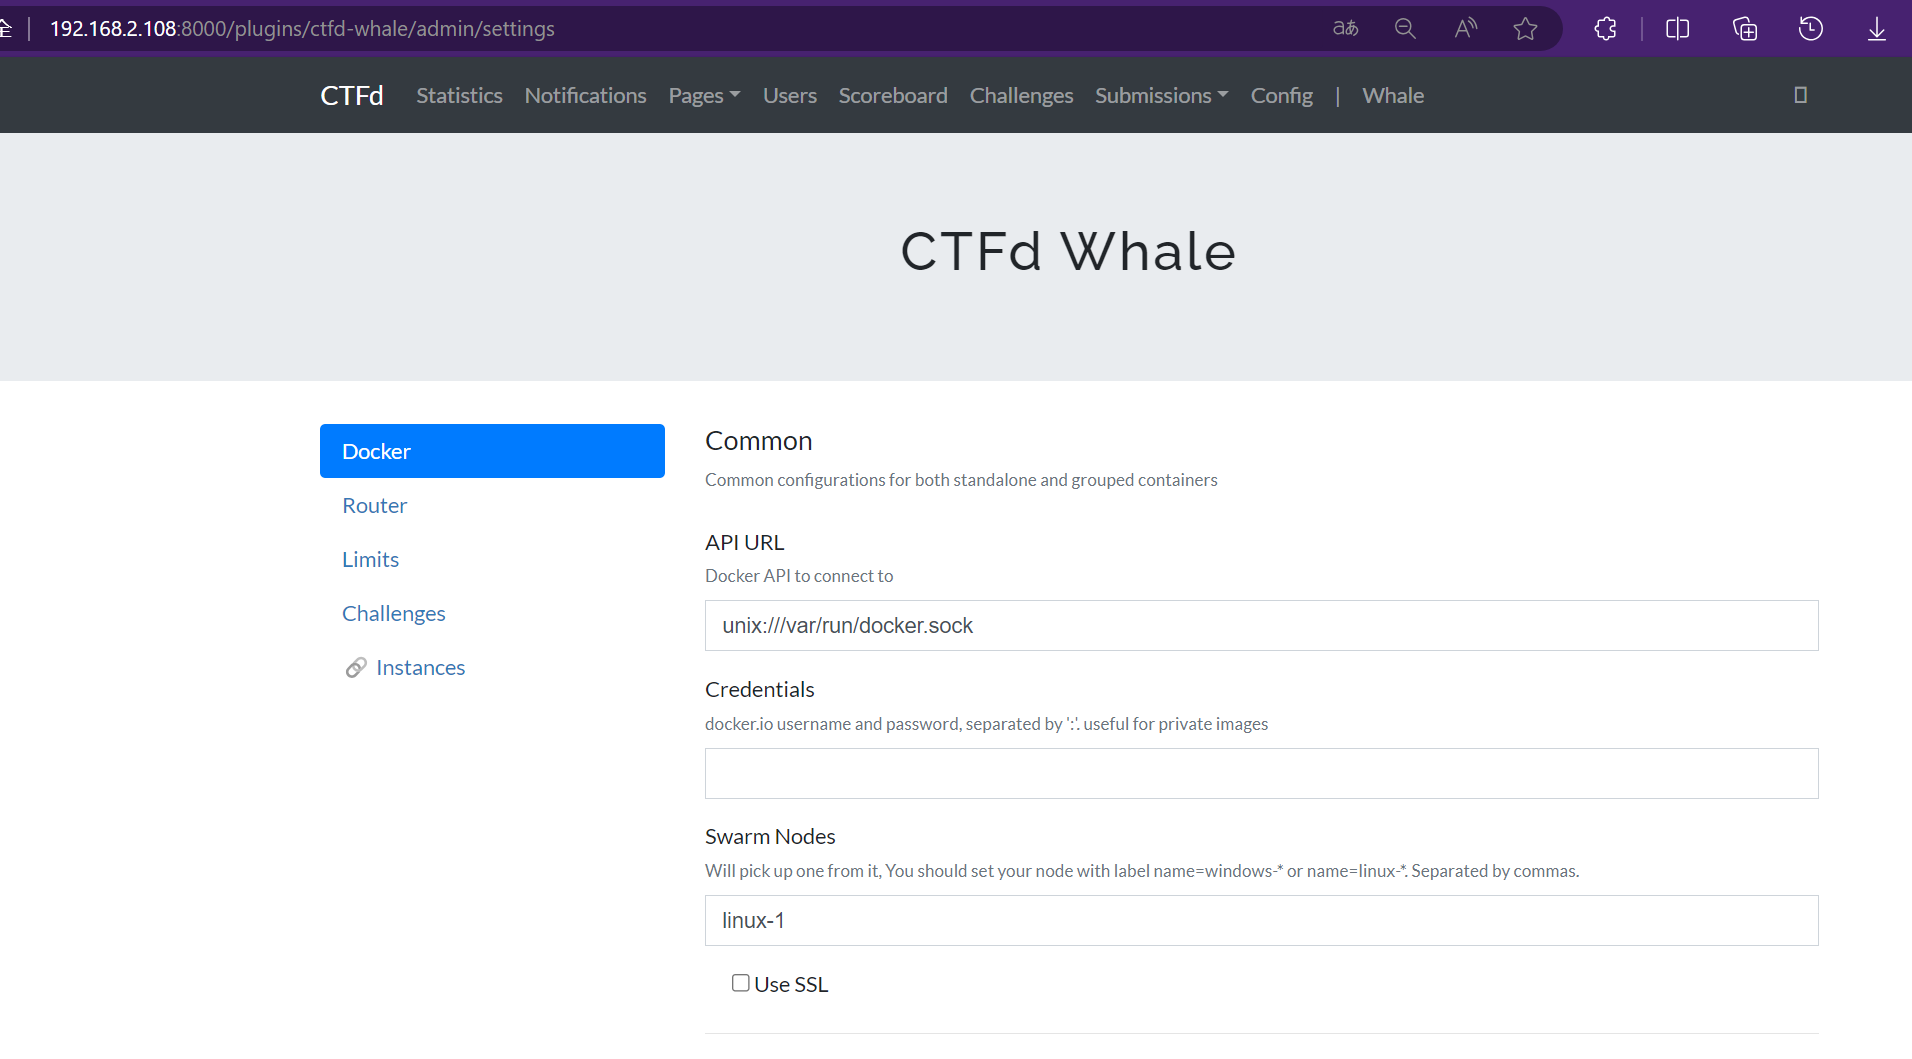 全 | 192.168.2.108:8000/plugins/ctfd-whale/admin/settings aあ A
CTFd Statistics Notifications Pages Users Scoreboard Challenges Submissions Config | Whale
CTFd Whale
Docker
Router
Limits
Challenges
Instances
Common
Common configurations for both standalone and grouped containers
API URL
Docker API to connect to
unix:///var/run/docker.sock
Credentials
docker.io username and password, separated by ':'. useful for private images
Swarm Nodes
Will pick up one from it, You should set your node with label name=windows-* or name=linux-*. Separated by commas.
linux-1
Use SSL